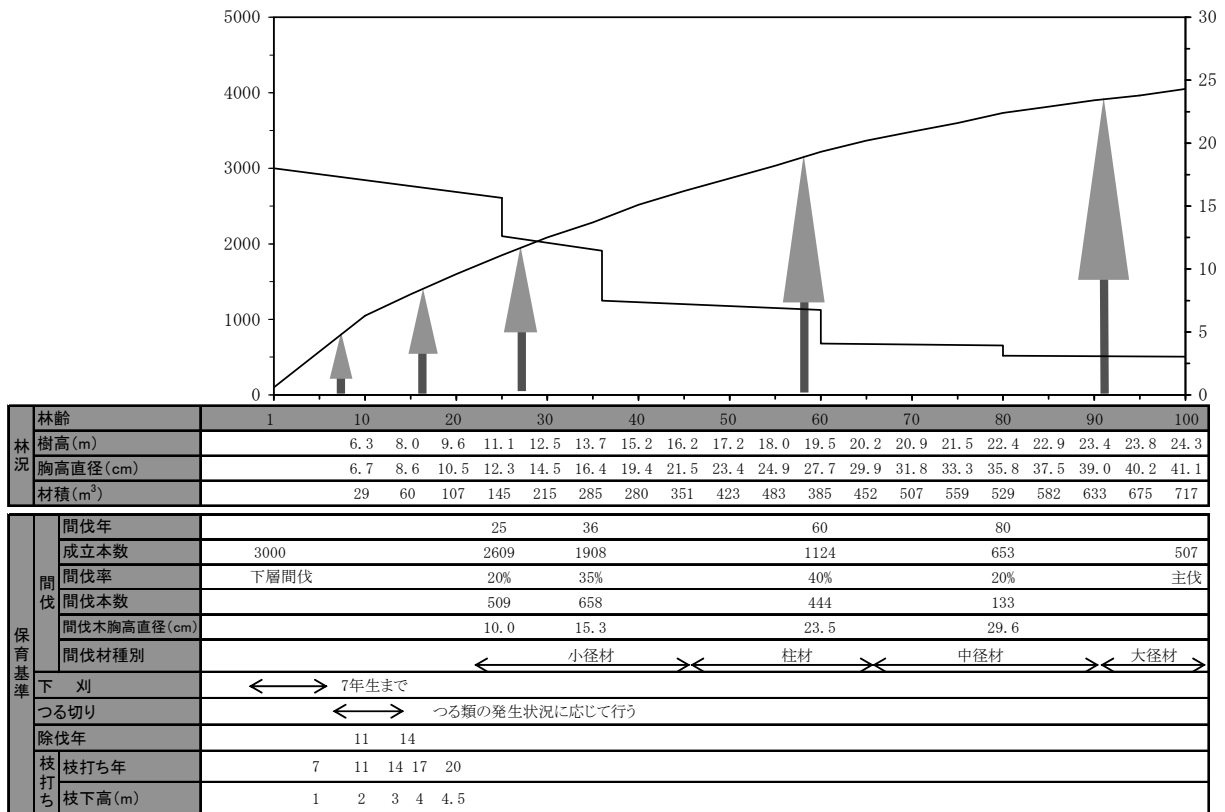 5000
4000
3000
2000
1000
0
30
25
20
15
10
5
0
林況
林齢 1 10 20 30 40 50 60 70 80 90 100
樹高(m) 6.3 8.0 9.6 11.1 12.5 13.7 15.2 16.2 17.2 18.0 19.5 20.2 20.9 21.5 22.4 22.9 23.4 23.8 24.3
胸高直径(cm) 6.7 8.6 10.5 12.3 14.5 16.4 19.4 21.5 23.4 24.9 27.7 29.9 31.8 33.3 35.8 37.5 39.0 40.2 41.1
材積(m³) 29 60 107 145 215 285 280 351 423 483 385 452 507 559 529 582 633 675 717
保育基準
間伐
間伐年 25 36 60 80
成立本数 3000 2609 1908 1124 653 507
間伐率 下層間伐 20% 35% 40% 20% 主伐
間伐本数 509 658 444 133
間伐木胸高直径(cm) 10.0 15.3 23.5 29.6
間伐材種別 小径材 柱材 中径材 大径材
下 刈 7年生まで
つる切り つる類の発生状況に応じて行う
除伐年 11 14
枝打ち
枝打ち年 7 11 14 17 20
枝下高(m) 1 2 3 4 4.5